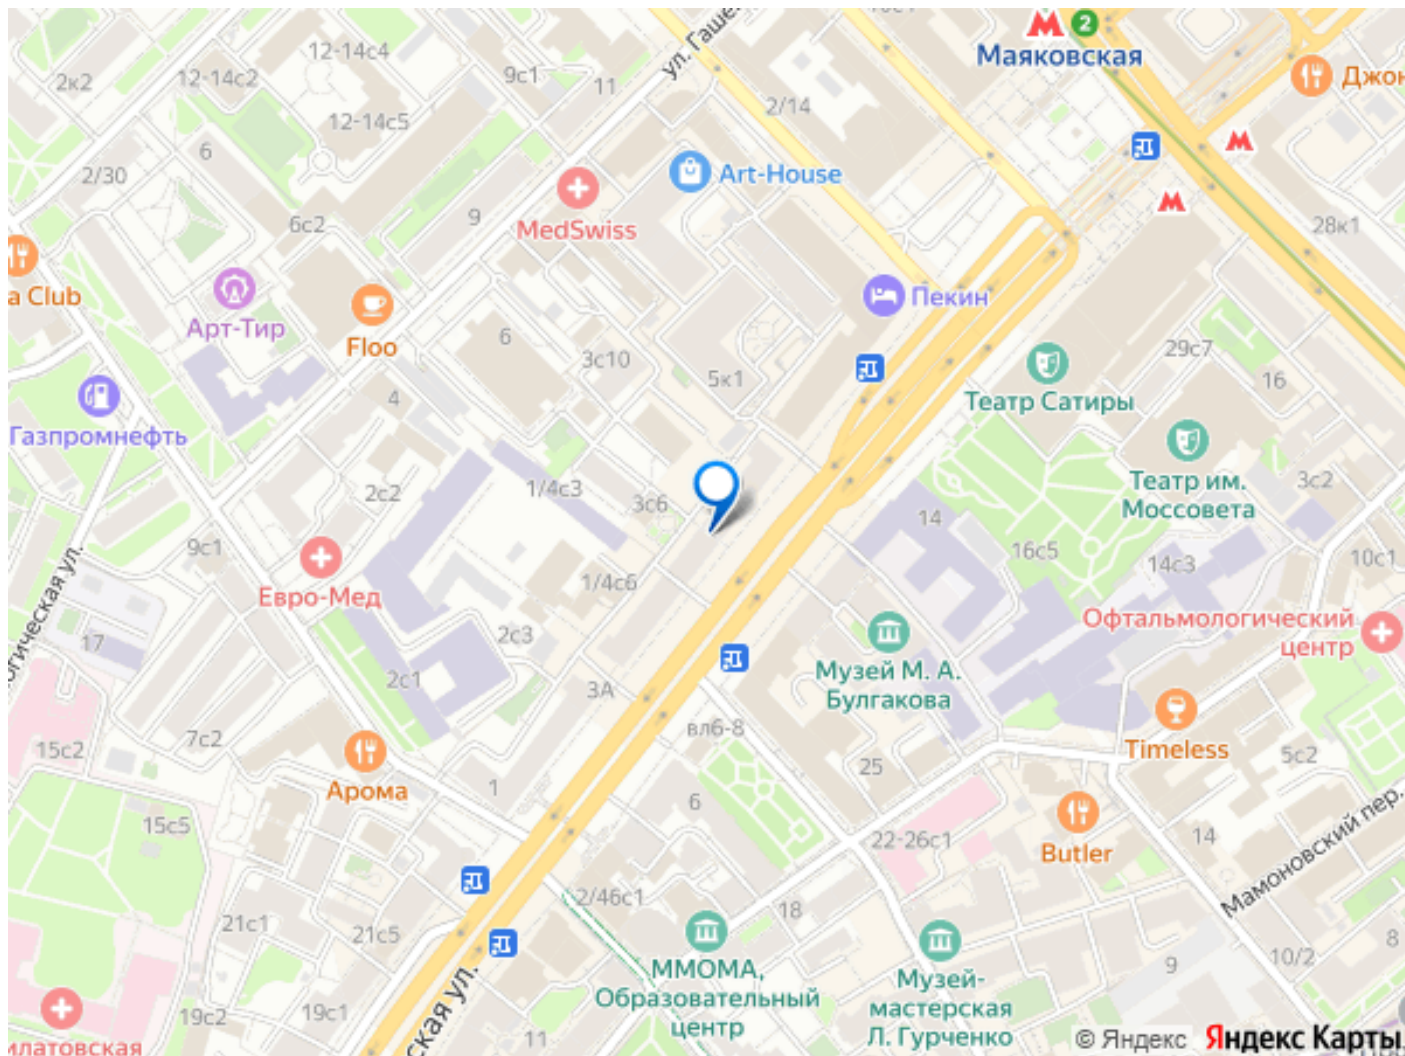 12-14с4
ул. Гаше
2
Маяковская
2к2
12-14с2
9с1
11
Джон
2/14
12-14с5
6
2/30
Art-House
6с2
9
MedSwiss
28к1
a Club
Пекин
Арт-Тир
Floo
6
3с10
5к1
29с7
16
Театр Сатиры
4
Газпромнефть
2с2
1/4с3
3с6
Театр им.
Моссовета
3с2
14
9с1
16с5
14с3
10с1
Евро-Мед
1/4с6
огическая ул.
17
2с3
Офтальмологический
центр
Музей М. А.
Булгакова
2с1
3А
вл6-8
15с2
7с2
Timeless
5с2
25
Арома
1
6
15с5
22-26с1
Butler
14
Мамоновский пер.
2/46с1
18
21с1
21с5
8
10/2
9
ММОМА,
Образовательный
центр
Музей-
мастерская
Л. Гурченко
ская ул.
19с2
19с1
11
илатовская
© Яндекс
Яндекс Карты